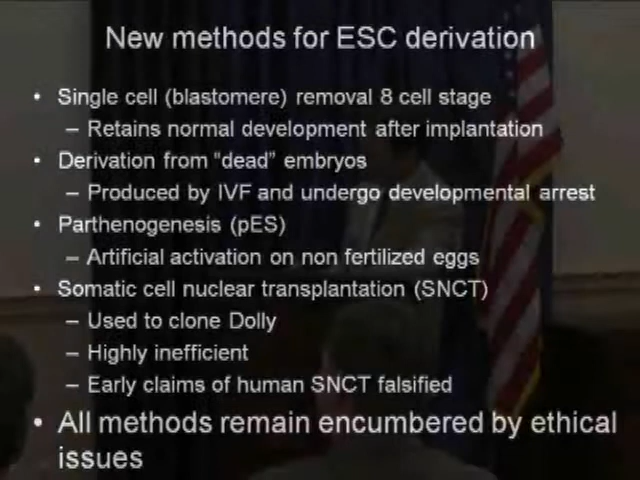 New methods for ESC derivation
• Single cell (blastomere) removal 8 cell stage
– Retains normal development after implantation
• Derivation from “dead” embryos
– Produced by IVF and undergo developmental arrest
• Parthenogenesis (pES)
– Artificial activation on non fertilized eggs
• Somatic cell nuclear transplantation (SNCT)
– Used to clone Dolly
– Highly inefficient
– Early claims of human SNCT falsified
• All methods remain encumbered by ethical
issues